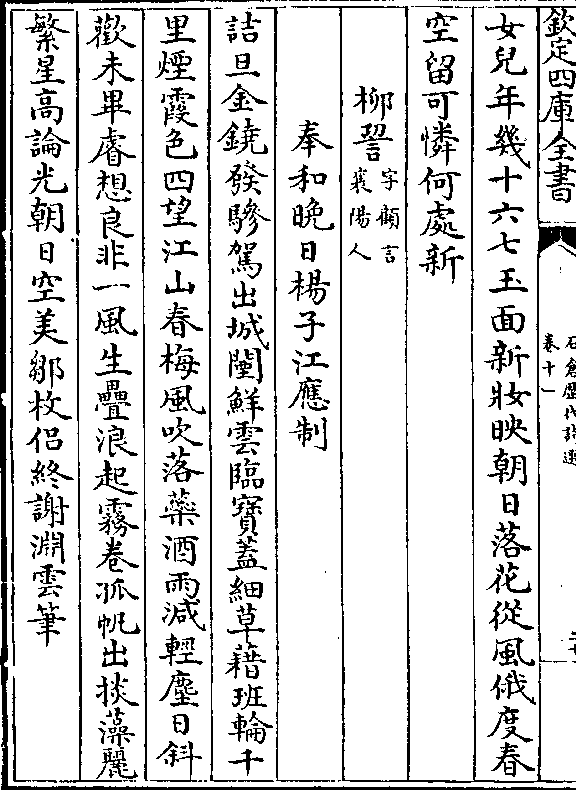 欽定四庫全書
石倉歷代詩選
卷十一
女兒年幾十六七玉面新妝映朝日落花從風俄度春
空留可憐何處新
柳䛒字顧言襄陽人
奉和晩日楊子江應制
詰旦金鐃發驂駕出城闉鮮雲臨寳蓋細草藉班輪千
里煙霞色四望江山春梅風吹落蘂酒雨減輕塵日斜
歡未畢睿想良非一風生疊浪起霧卷孤帆出掞藻麗
繁星高論光朝日空美鄒枚侶終謝淵雲筆